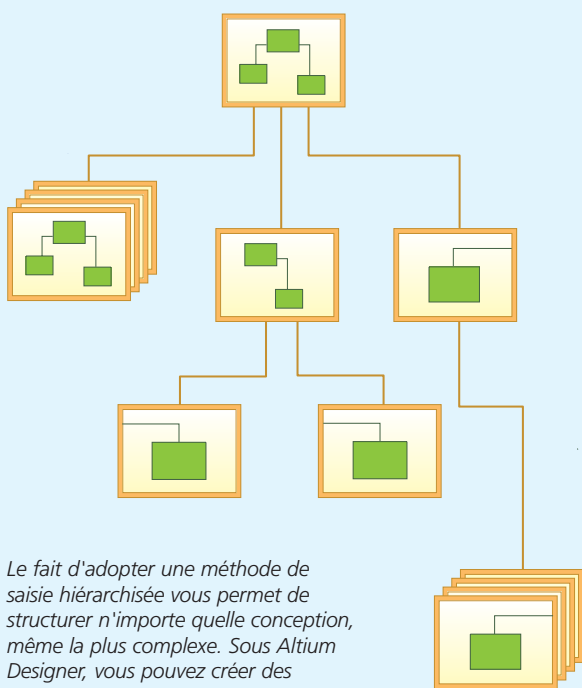 Le fait d'adopter une méthode de
saisie hiérarchisée vous permet de
structurer n'importe quelle conception,
même la plus complexe. Sous Altium
Designer, vous pouvez créer des